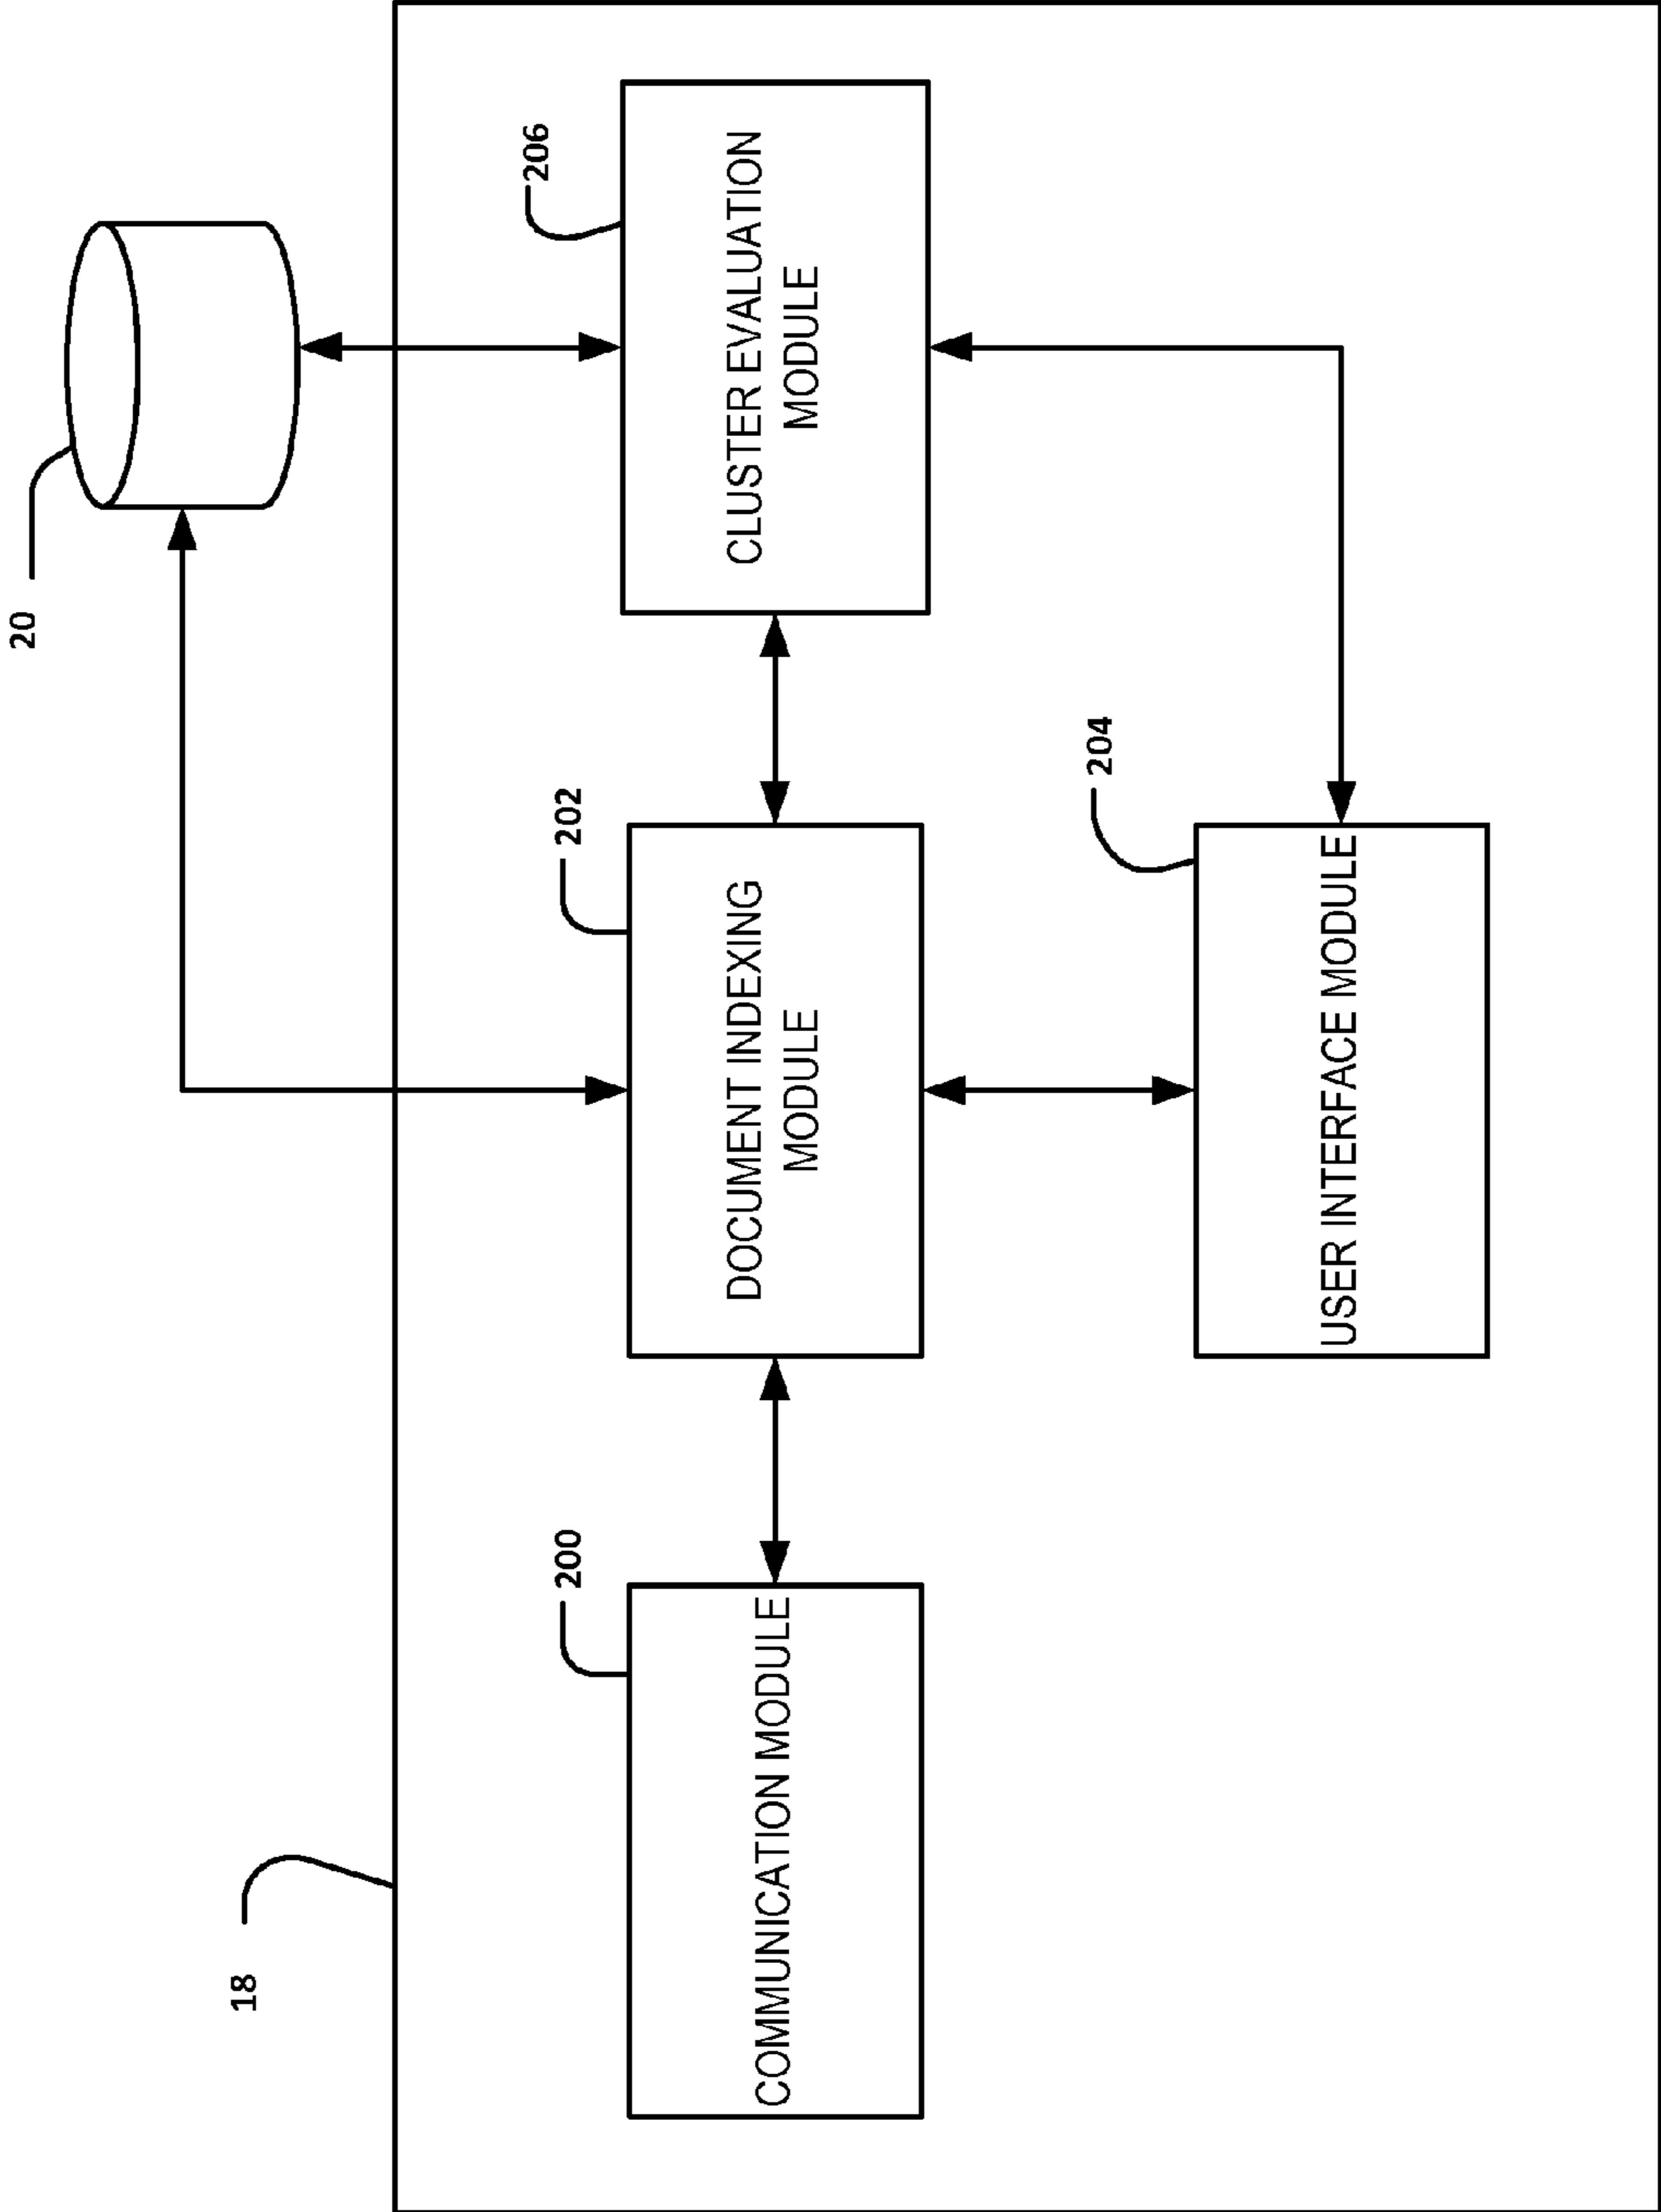 20
18
206
CLUSTER EVALUATION
MODULE
202
DOCUMENT INDEXING
MODULE
200
COMMUNICATION MODULE
204
USER INTERFACE MODULE